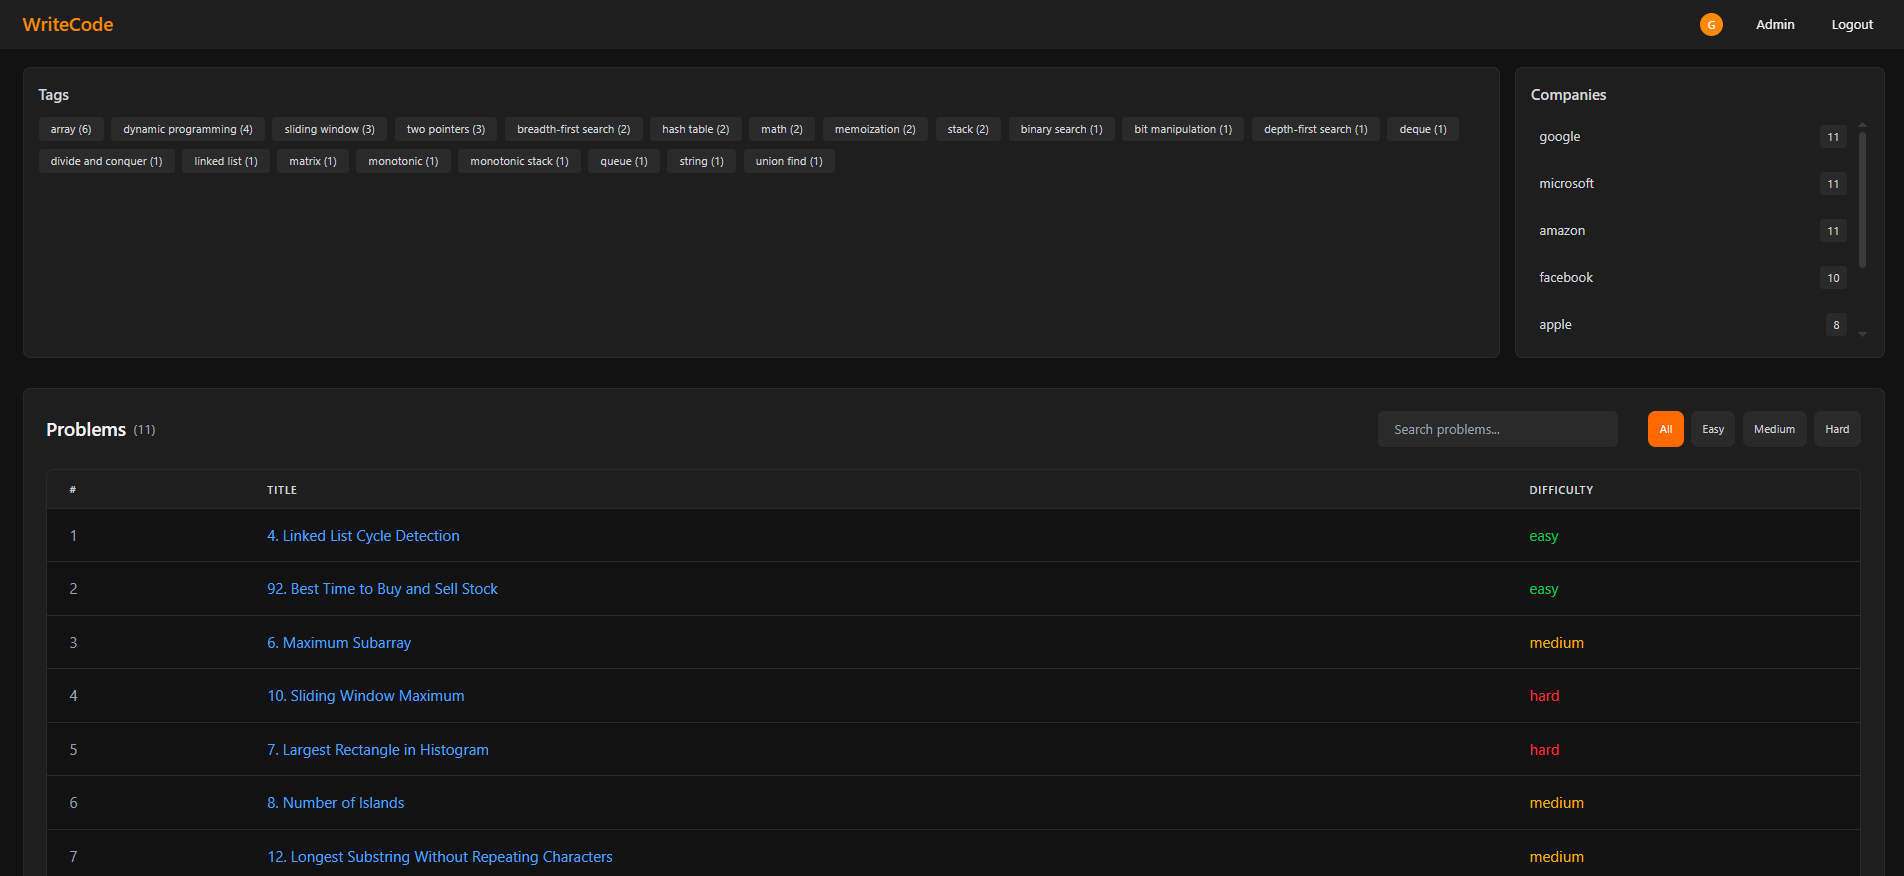 WriteCode
G Admin Logout
Tags
array (6) dynamic programming (4) sliding window (3) two pointers (3) breadth-first search (2) hash table (2) math (2) memoization (2) stack (2) binary search (1) bit manipulation (1) depth-first search (1) deque (1)
divide and conquer (1) linked list (1) matrix (1) monotonic (1) monotonic stack (1) queue (1) string (1) union find (1)
Companies
google 11
microsoft 11
amazon 11
facebook 10
apple 8
Problems (11)
Search problems...
All Easy Medium Hard
# TITLE DIFFICULTY
1 4. Linked List Cycle Detection easy
2 92. Best Time to Buy and Sell Stock easy
3 6. Maximum Subarray medium
4 10. Sliding Window Maximum hard
5 7. Largest Rectangle in Histogram hard
6 8. Number of Islands medium
7 12. Longest Substring Without Repeating Characters medium